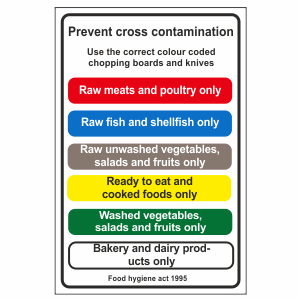 Prevent cross contamination
Use the correct colour coded
chopping boards and knives
Raw meats and poultry only
Raw fish and shellfish only
Raw unwashed vegetables,
salads and fruits only
Ready to eat and
cooked foods only
Washed vegetables,
salads and fruits only
Bakery and dairy prod-
ucts only
Food hygiene act 1995